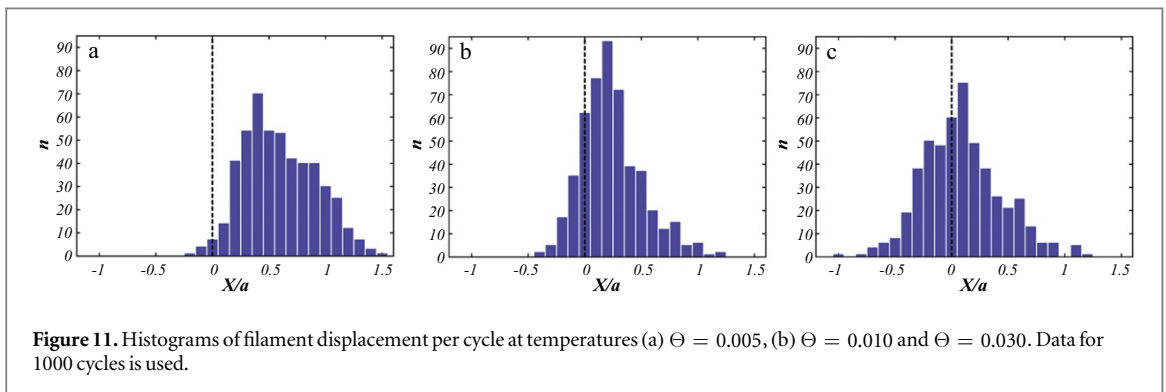 a
90
80
70
60
50
40
30
20
10
0
n
-1 -0.5 0 0.5 1 1.5
X/a
b
90
80
70
60
50
40
30
20
10
0
n
-1 -0.5 0 0.5 1 1.5
X/a
c
90
80
70
60
50
40
30
20
10
0
n
-1 -0.5 0 0.5 1 1.5
X/a
Figure 11. Histograms of filament displacement per cycle at temperatures (a) Θ = 0.005, (b) Θ = 0.010 and Θ = 0.030. Data for
1000 cycles is used.